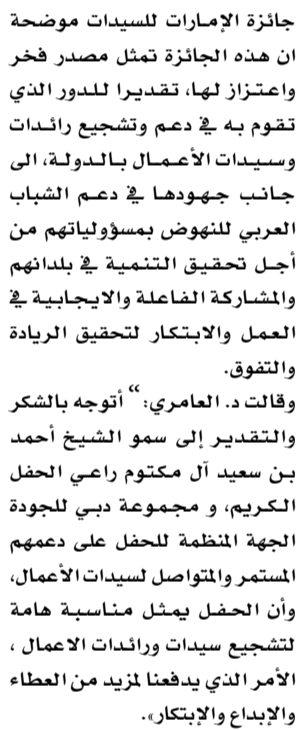 جائزة الإمارات للسيدات موضحة
ان هذه الجائزة تمثل مصدر فخر
واعتزاز لها، تقديرا للدور الذي
تقوم به في دعم وتشجيع رائدات
وسيدات الأعمال بالدولة، الى
جانب جهودها في دعم الشباب
العربي للنهوض بمسؤولياتهم من
أجل تحقيق التنمية في بلدانهم
والمشاركة الفاعلة والايجابية في
العمل والابتكار لتحقيق الريادة
والتفوق.
وقالت د. العامري: “ أتوجه بالشكر
والتقدير إلى سمو الشيخ أحمد
بن سعيد آل مكتوم راعي الحفل
الكريم، و مجموعة دبي للجودة
الجهة المنظمة للحفل على دعمهم
المستمر والمتواصل لسيدات الأعمال،
وأن الحفل يمثل مناسبة هامة
لتشجيع سيدات ورائدات الاعمال ،
الأمر الذي يدفعنا لمزيد من العطاء
والإبداع والإبتكار».